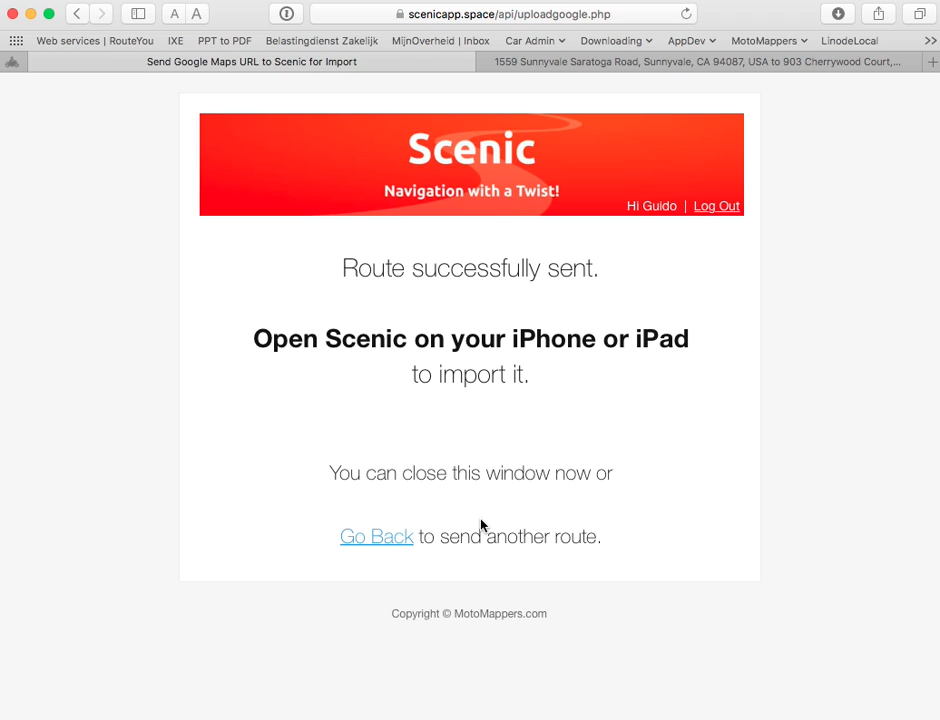 A A scenicapp.space/api/uploadgoogle.php
Web services | RouteYou IXE PPT to PDF Belastingdienst Zakelijk MijnOverheid | Inbox Car Admin Downloading AppDev MotoMappers LinodeLocal >>
Send Google Maps URL to Scenic for Import 1559 Sunnyvale Saratoga Road, Sunnyvale, CA 94087, USA to 903 Cherrywood Court,... +
Scenic
Navigation with a Twist!
Hi Guido | Log Out
Route successfully sent.
Open Scenic on your iPhone or iPad
to import it.
You can close this window now or
Go Back to send another route.
Copyright © MotoMappers.com